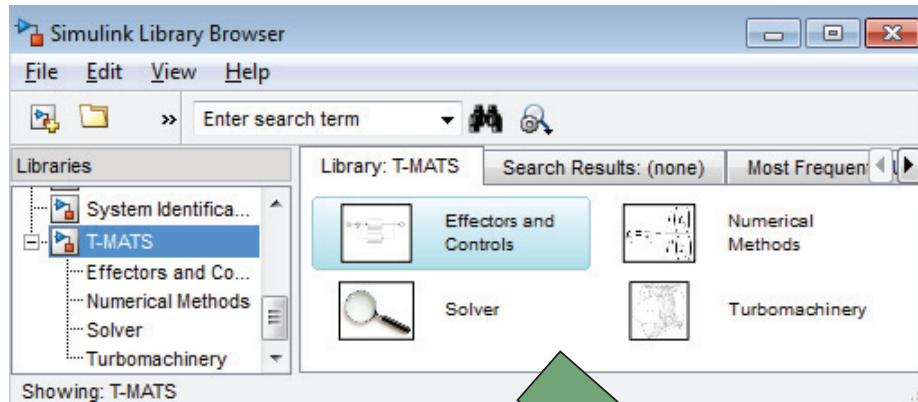 Simulink Library Browser
File Edit View Help
» Enter search term
Libraries
Library: T-MATS Search Results: (none) Most Frequen
System Identifica...
T-MATS
Effectors and Co...
Numerical Methods
Solver
Turbomachinery
Effectors and Controls
Numerical Methods
Solver
Turbomachinery
Showing: T-MATS